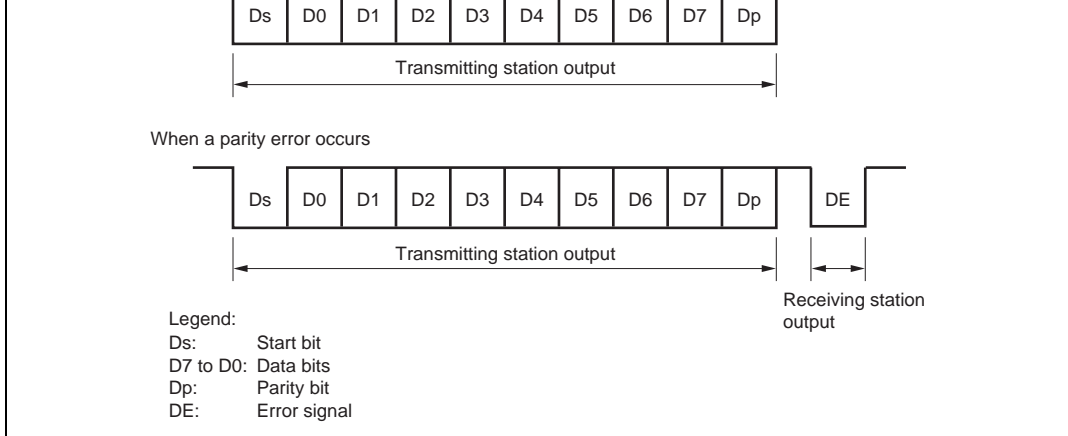 Ds D0 D1 D2 D3 D4 D5 D6 D7 Dp
Transmitting station output
When a parity error occurs
Ds D0 D1 D2 D3 D4 D5 D6 D7 Dp DE
Transmitting station output
Receiving station
output
Legend:
Ds: Start bit
D7 to D0: Data bits
Dp: Parity bit
DE: Error signal